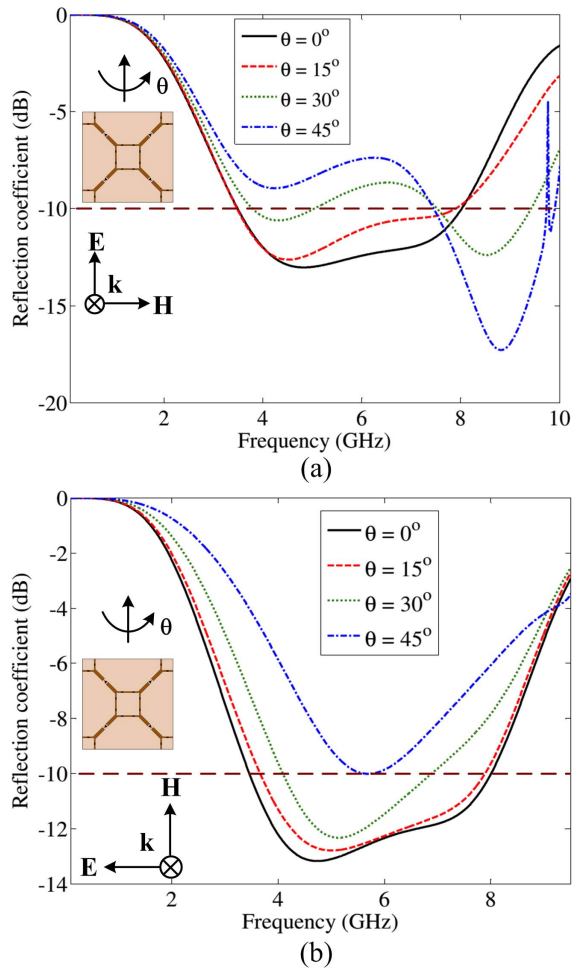 0
-5
-10
-15
-20
Reflection coefficient (dB)
θ
E
k
H
θ = 0°
θ = 15°
θ = 30°
θ = 45°
2
4
6
8
10
Frequency (GHz)
(a)
0
-2
-4
-6
-8
-10
-12
-14
Reflection coefficient (dB)
θ
H
k
E
θ = 0°
θ = 15°
θ = 30°
θ = 45°
2
4
6
8
Frequency (GHz)
(b)